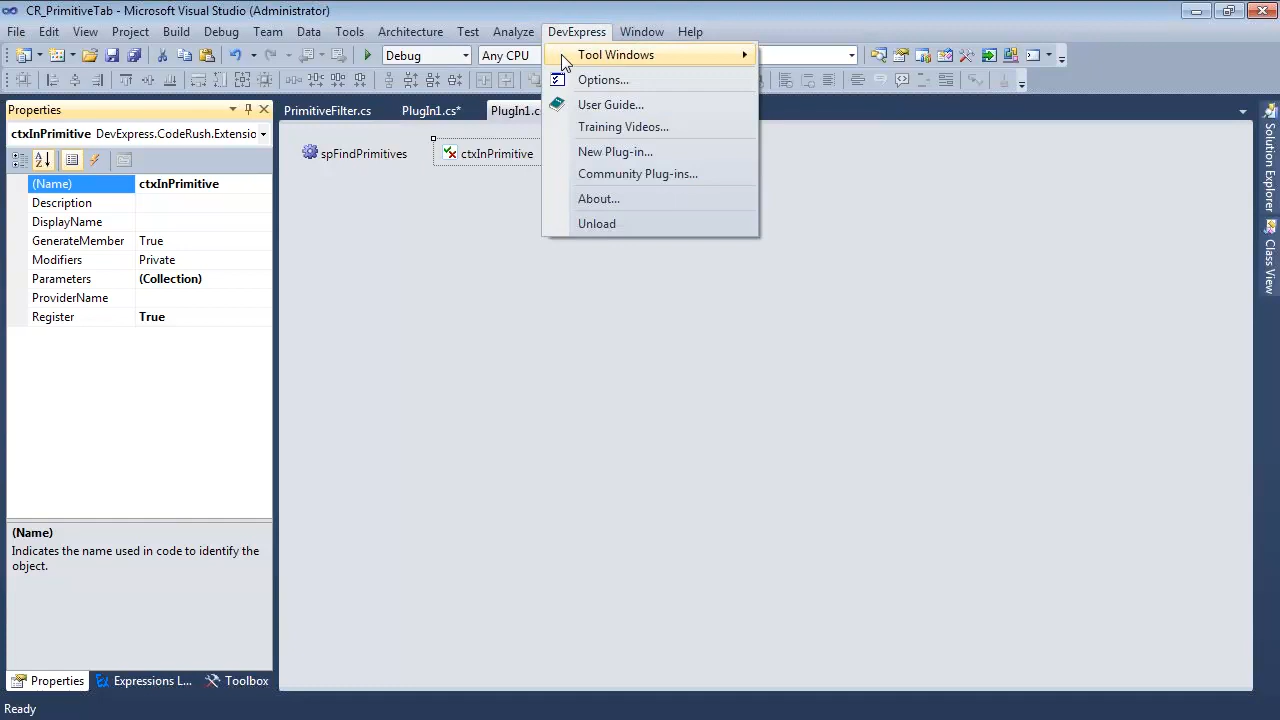 CR_PrimitiveTab - Microsoft Visual Studio (Administrator)
File Edit View Project Build Debug Team Data Tools Architecture Test Analyze DevExpress Window Help
Debug Any CPU
Properties
ctxInPrimitive DevExpress.CodeRush.Extensio
(Name) ctxInPrimitive
Description
DisplayName
GenerateMember True
Modifiers Private
Parameters (Collection)
ProviderName
Register True
(Name)
Indicates the name used in code to identify the
object.
Properties Expressions L... Toolbox
PrimitiveFilter.cs PlugIn1.cs* PlugIn1.c
spFindPrimitives ctxInPrimitive
Tool Windows
Options...
User Guide...
Training Videos...
New Plug-in...
Community Plug-ins...
About...
Unload
Solution Explorer
Class View
Ready